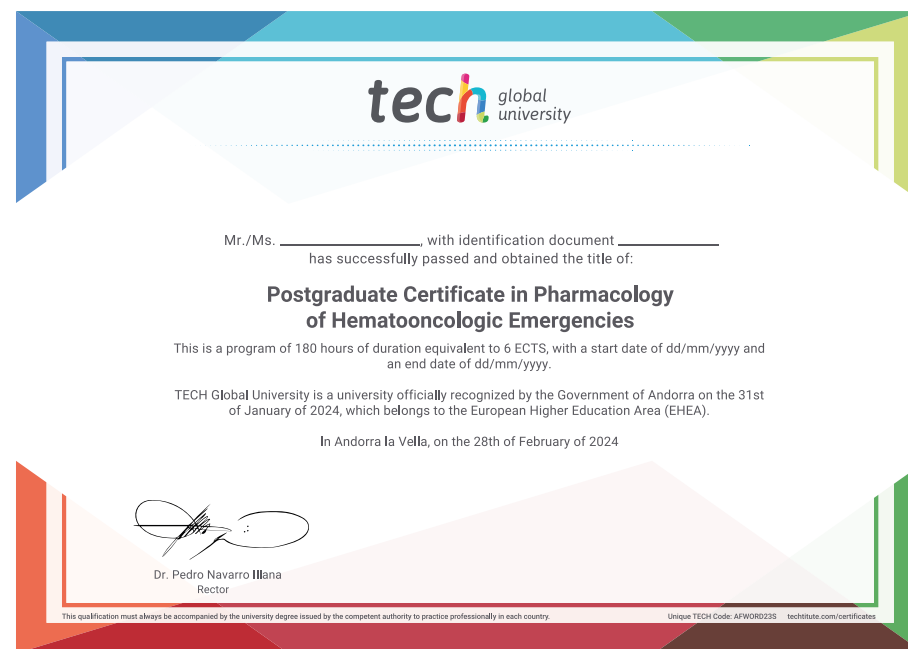 tech global university
Mr./Ms. ____________, with identification document ____________
has successfully passed and obtained the title of:
Postgraduate Certificate in Pharmacology
of Hematooncologic Emergencies
This is a program of 180 hours of duration equivalent to 6 ECTS, with a start date of dd/mm/yyyy and
an end date of dd/mm/yyyy.
TECH Global University is a university officially recognized by the Government of Andorra on the 31st
of January of 2024, which belongs to the European Higher Education Area (EHEA).
In Andorra la Vella, on the 28th of February of 2024
Dr. Pedro Navarro Illana
Rector
This qualification must always be accompanied by the university degree issued by the competent authority to practice professionally in each country.
Unique TECH Code: AFWORD23S techtitute.com/certificates